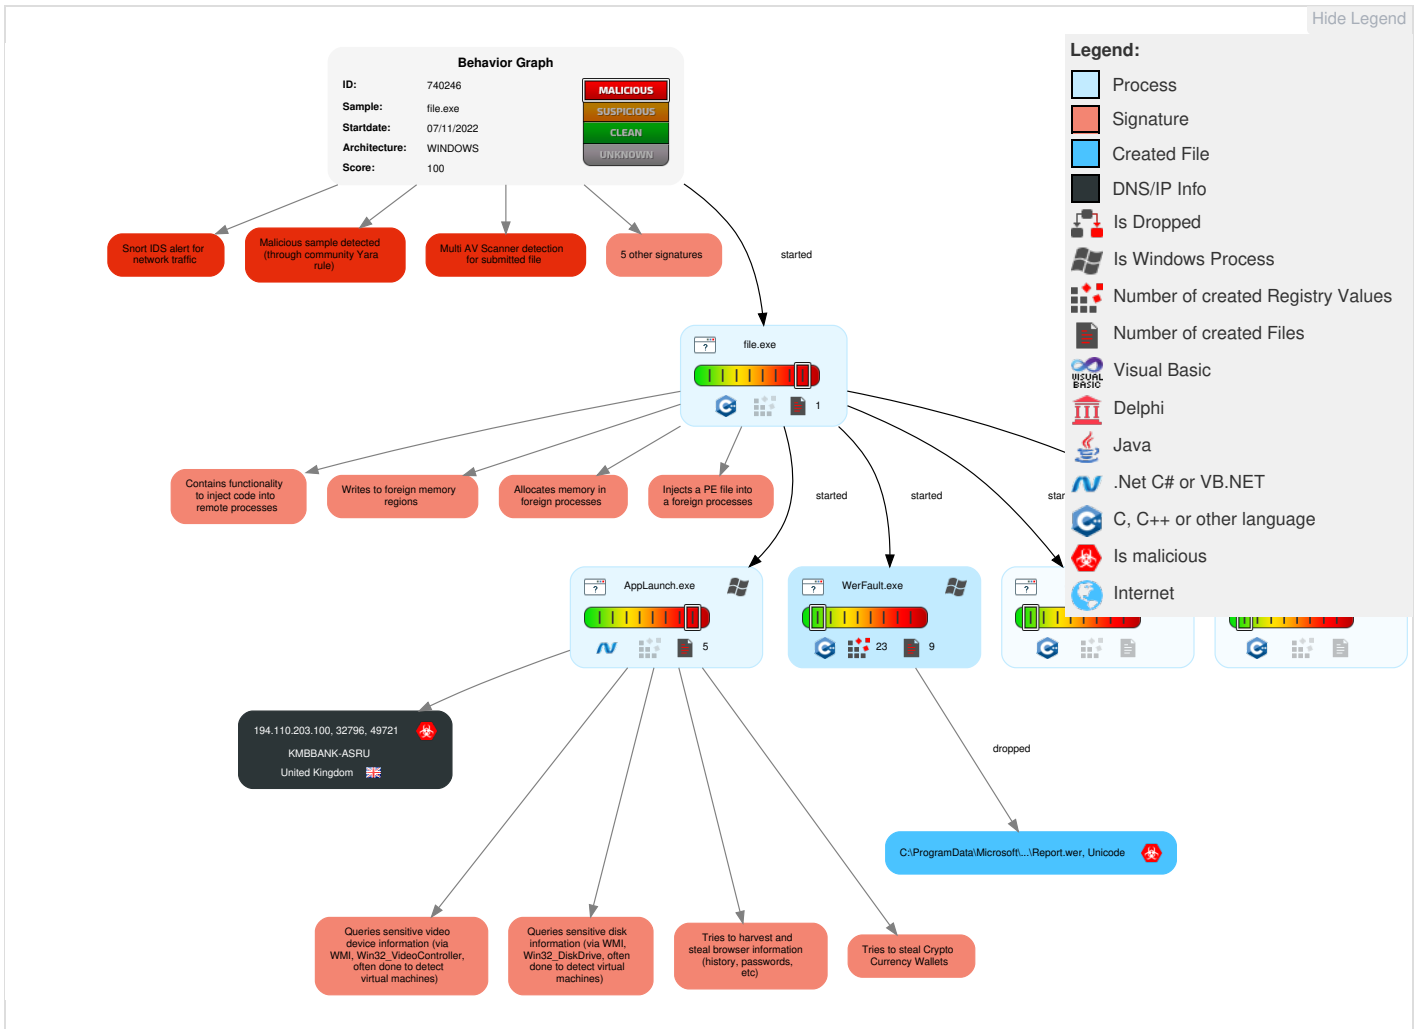 Hide Legend
Behavior Graph
ID: 740246
Sample: file.exe
Startdate: 07/11/2022
Architecture: WINDOWS
Score: 100
MALICIOUS
SUSPICIOUS
CLEAN
UNKNOWN
Legend:
Process
Signature
Created File
DNS/IP Info
Is Dropped
Is Windows Process
Number of created Registry Values
Number of created Files
VISUAL
BASIC
Visual Basic
Delphi
Java
.Net C# or VB.NET
C, C++ or other language
Is malicious
Internet
Snort IDS alert for
network traffic
Malicious sample detected
(through community Yara
rule)
Multi AV Scanner detection
for submitted file
5 other signatures
started
file.exe
1
Contains functionality
to inject code into
remote processes
Writes to foreign memory
regions
Allocates memory in
foreign processes
Injects a PE file into
a foreign processes
started
started
AppLaunch.exe
5
WerFault.exe
23
9
194.110.203.100, 32796, 49721
KMBBANK-ASRU
United Kingdom
dropped
C:\ProgramData\Microsoft\...\Report.wer, Unicode
Queries sensitive video
device information (via
WMI, Win32_VideoController,
often done to detect
virtual machines)
Queries sensitive disk
information (via WMI,
Win32_DiskDrive, often
done to detect virtual
machines)
Tries to harvest and
steal browser information
(history, passwords,
etc)
Tries to steal Crypto
Currency Wallets